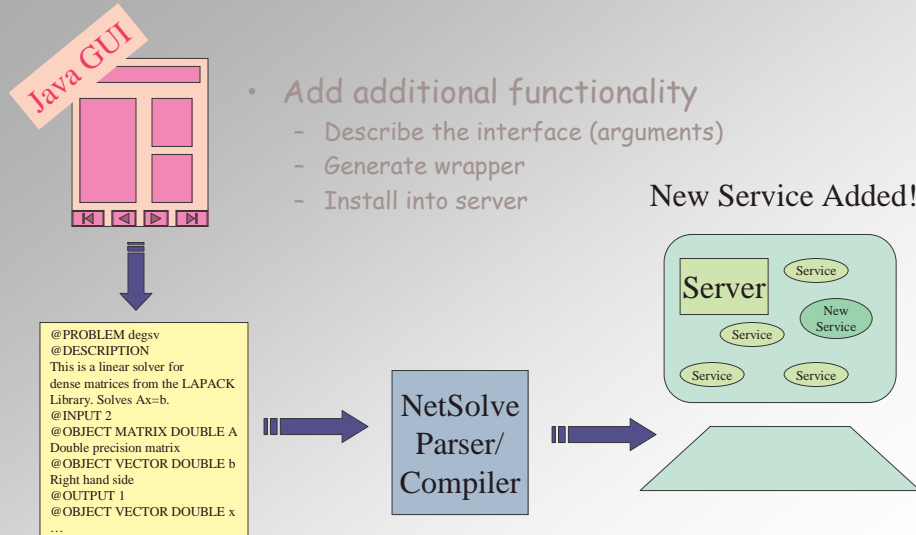 Java GUI
• Add additional functionality
– Describe the interface (arguments)
– Generate wrapper
– Install into server
New Service Added!
Server
Service
New
Service
Service
Service
Service
@PROBLEM degsv
@DESCRIPTION
This is a linear solver for
dense matrices from the LAPACK
Library. Solves Ax=b.
@INPUT 2
@OBJECT MATRIX DOUBLE A
Double precision matrix
@OBJECT VECTOR DOUBLE b
Right hand side
@OUTPUT 1
@OBJECT VECTOR DOUBLE x
…
NetSolve
Parser/
Compiler